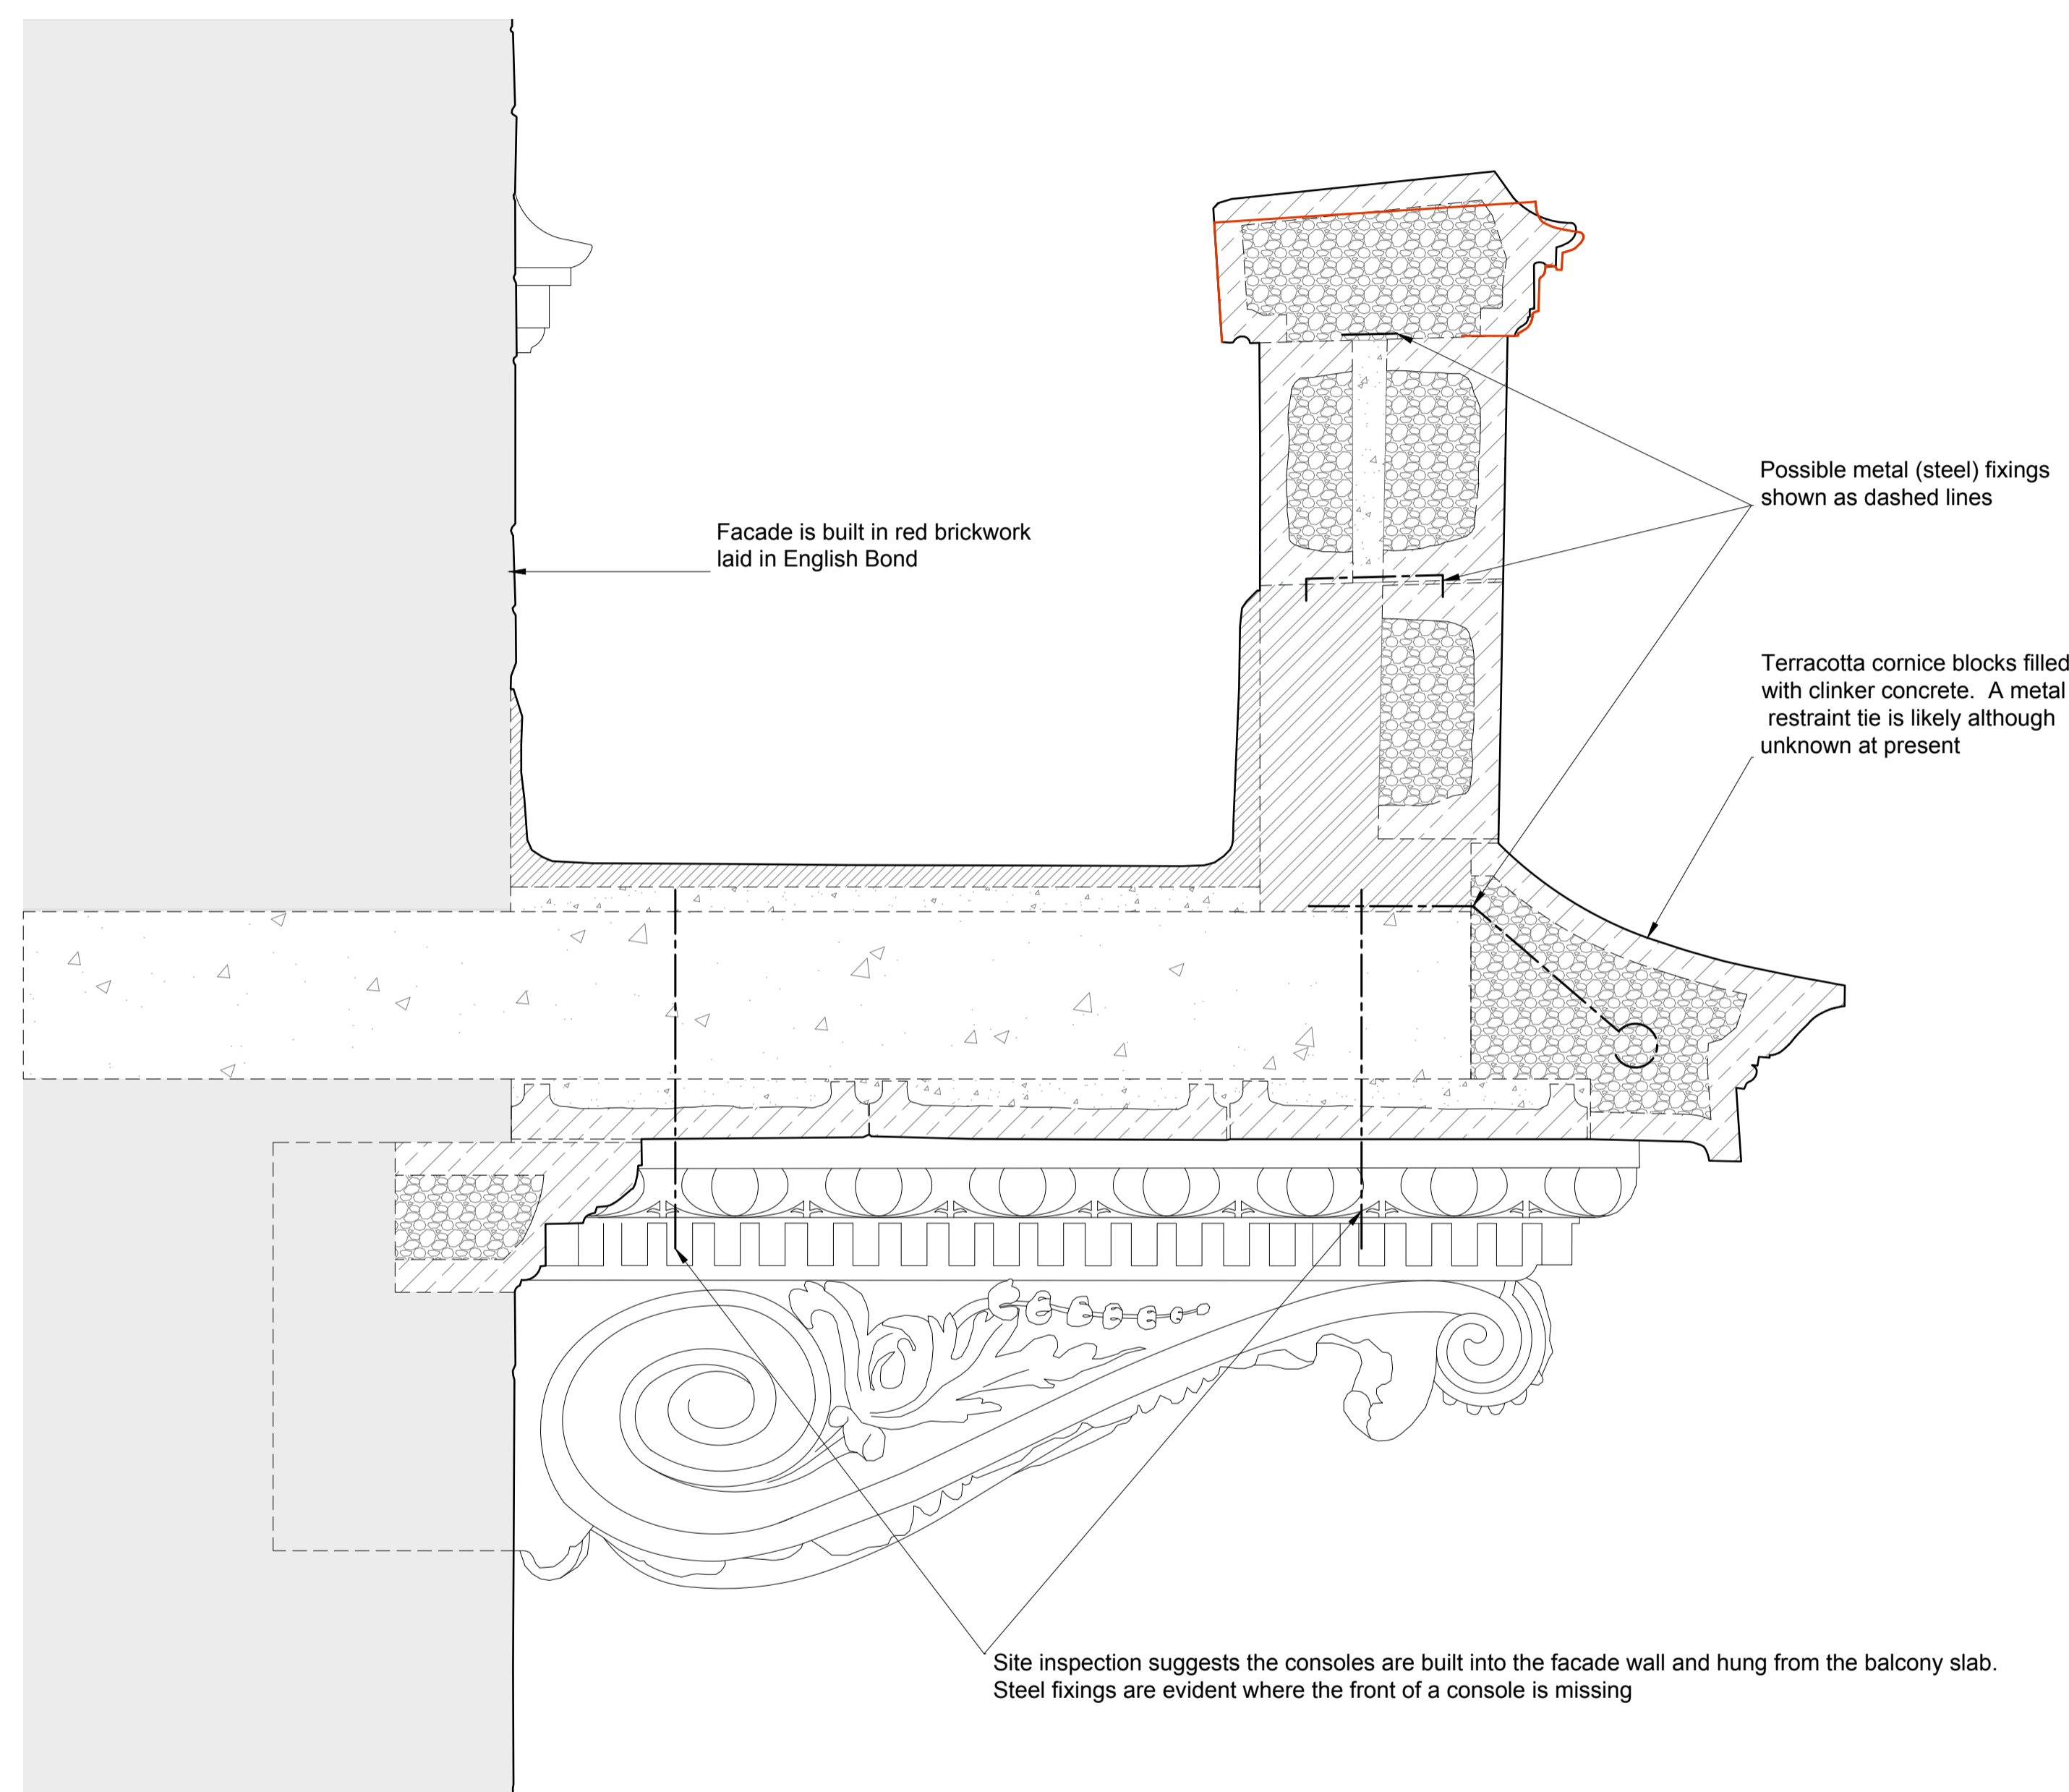 Possible metal (steel) fixings
shown as dashed lines
Facade is built in red brickwork
laid in English Bond
Terracotta cornice blocks filled
with clinker concrete. A metal
restraint tie is likely although
unknown at present
Site inspection suggests the consoles are built into the facade wall and hung from the balcony slab.
Steel fixings are evident where the front of a console is missing